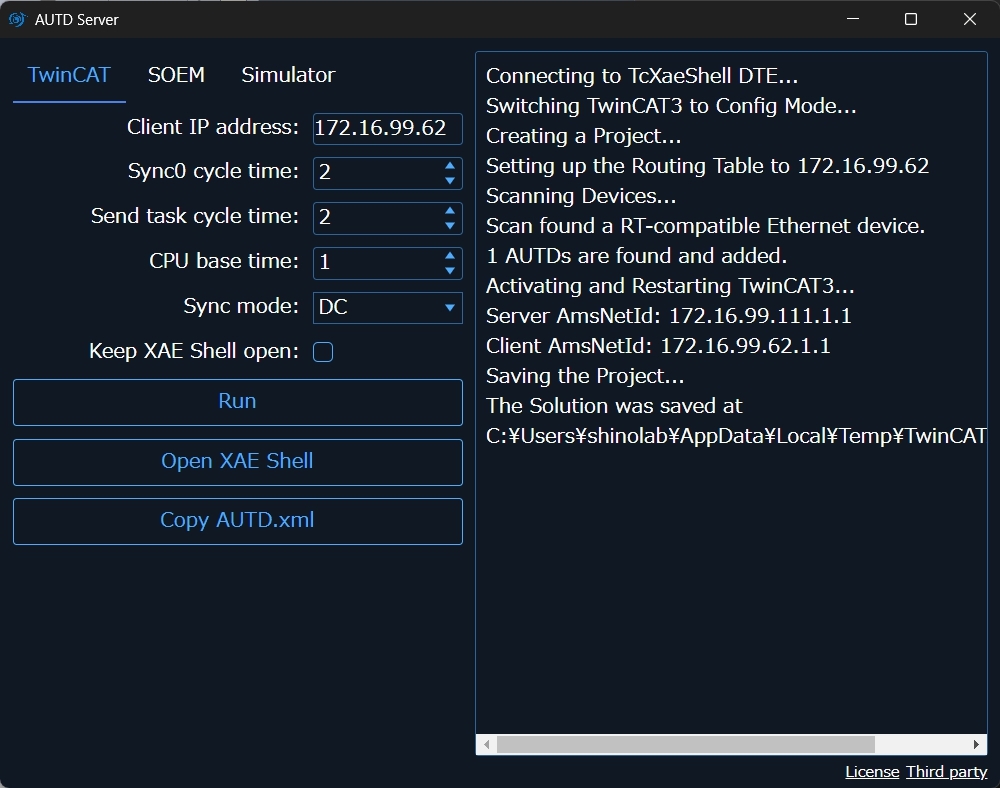 AUTD Server
TwinCAT SOEM Simulator
Client IP address: 172.16.99.62
Sync0 cycle time: 2
Send task cycle time: 2
CPU base time: 1
Sync mode: DC
Keep XAE Shell open:
Run
Open XAE Shell
Copy AUTD.xml
Connecting to TcXaeShell DTE...
Switching TwinCAT3 to Config Mode...
Creating a Project...
Setting up the Routing Table to 172.16.99.62
Scanning Devices...
Scan found a RT-compatible Ethernet device.
1 AUTDs are found and added.
Activating and Restarting TwinCAT3...
Server AmsNetId: 172.16.99.111.1.1
Client AmsNetId: 172.16.99.62.1.1
Saving the Project...
The Solution was saved at
C:¥Users¥shinolab¥AppData¥Local¥Temp¥TwinCAT
License Third party